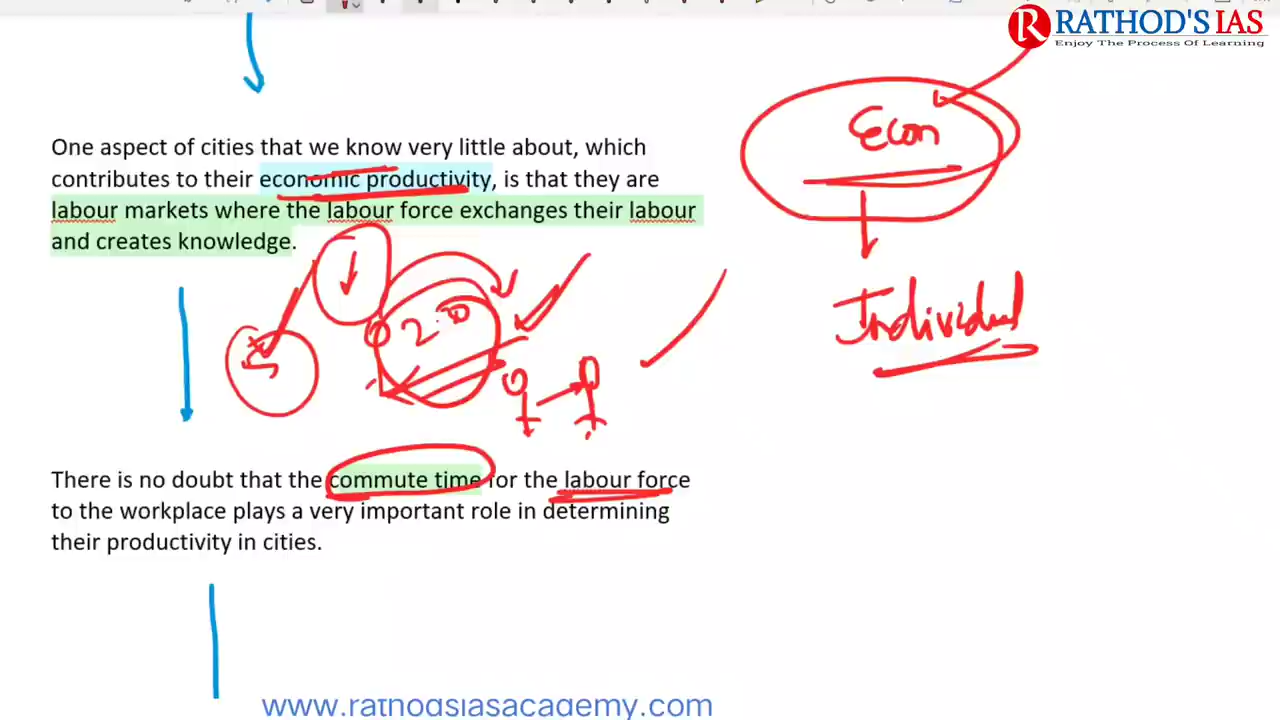 RATHOD'S IAS
Enjoy The Process Of Learning
One aspect of cities that we know very little about, which
contributes to their economic productivity, is that they are
labour markets where the labour force exchanges their labour
and creates knowledge.
Econ
Individual
There is no doubt that the commute time for the labour force
to the workplace plays a very important role in determining
their productivity in cities.
www.rathodsiasacademy.com